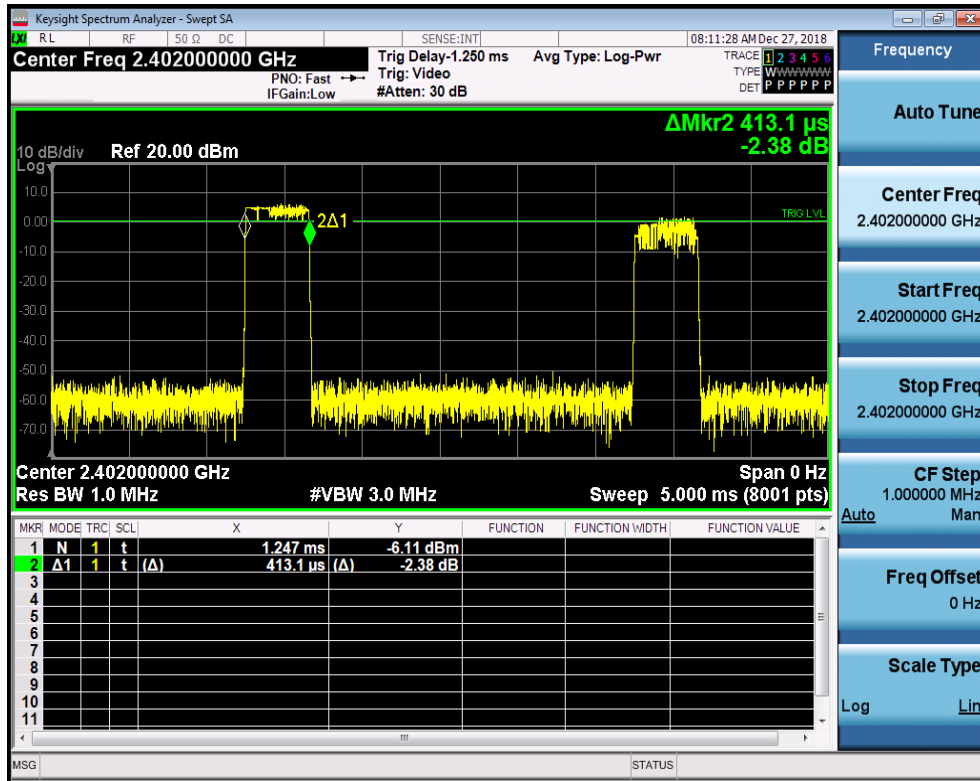 Keysight Spectrum Analyzer - Swept SA
LXI RL RF 50 Ω DC SENSE:INT 08:11:28 AM Dec 27, 2018
Center Freq 2.402000000 GHz
PNO: Fast
IFGain:Low
Trig Delay-1.250 ms
Trig: Video
#Atten: 30 dB
Avg Type: Log-Pwr
TRACE 1 2 3 4 5 6
TYPE WWWWWW
DET P P P P P P
ΔMkr2 413.1 µs
-2.38 dB
10 dB/div Ref 20.00 dBm
Log
10.0
0.00
-10.0
-20.0
-30.0
-40.0
-50.0
-60.0
-70.0
2Δ1
TRIG LVL
Center 2.402000000 GHz Span 0 Hz
Res BW 1.0 MHz #VBW 3.0 MHz Sweep 5.000 ms (8001 pts)
MKR MODE TRC SCL X Y FUNCTION FUNCTION WIDTH FUNCTION VALUE
1 N 1 t 1.247 ms -6.11 dBm
2 Δ1 1 t (Δ) 413.1 µs (Δ) -2.38 dB
3
4
5
6
7
8
9
10
11
MSG STATUS
Frequency
Auto Tune
Center Freq
2.402000000 GHz
Start Freq
2.402000000 GHz
Stop Freq
2.402000000 GHz
CF Step
1.000000 MHz
Auto Man
Freq Offset
0 Hz
Scale Type
Log Lin